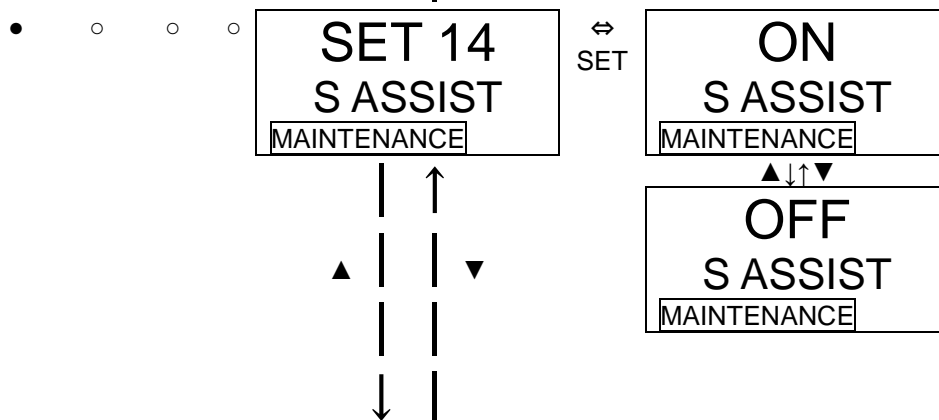 ● ○ ○ ○
SET 14
S ASSIST
MAINTENANCE
⇔
SET
ON
S ASSIST
MAINTENANCE
▲↓↑▼
OFF
S ASSIST
MAINTENANCE
▲ ▼